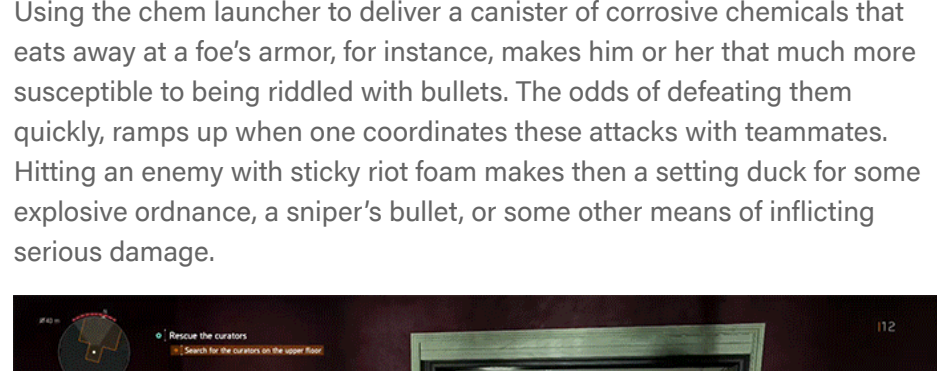 Using the chem launcher to deliver a canister of corrosive chemicals that
eats away at a foe's armor, for instance, makes him or her that much more
susceptible to being riddled with bullets. The odds of defeating them
quickly, ramps up when one coordinates these attacks with teammates.
Hitting an enemy with sticky riot foam makes then a setting duck for some
explosive ordnance, a sniper's bullet, or some other means of inflicting
serious damage.
N
40 m
Rescue the curators
Search for the curators on the upper floor
112